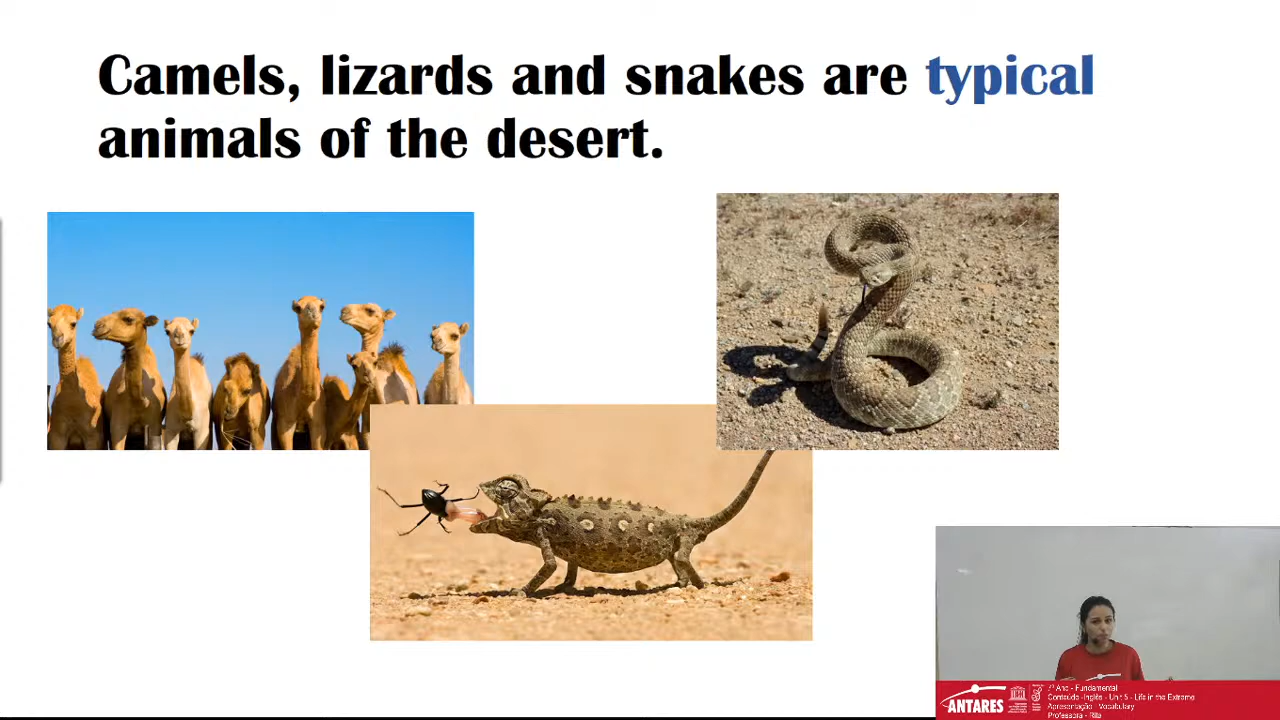 Camels, lizards and snakes are typical
animals of the desert.
ANTARES
7º Ano - Fundamental
Conteúdo -Inglês - Unit 5 - Life in the Extreme
Apresentação - Vocabulary
Professora - Rita